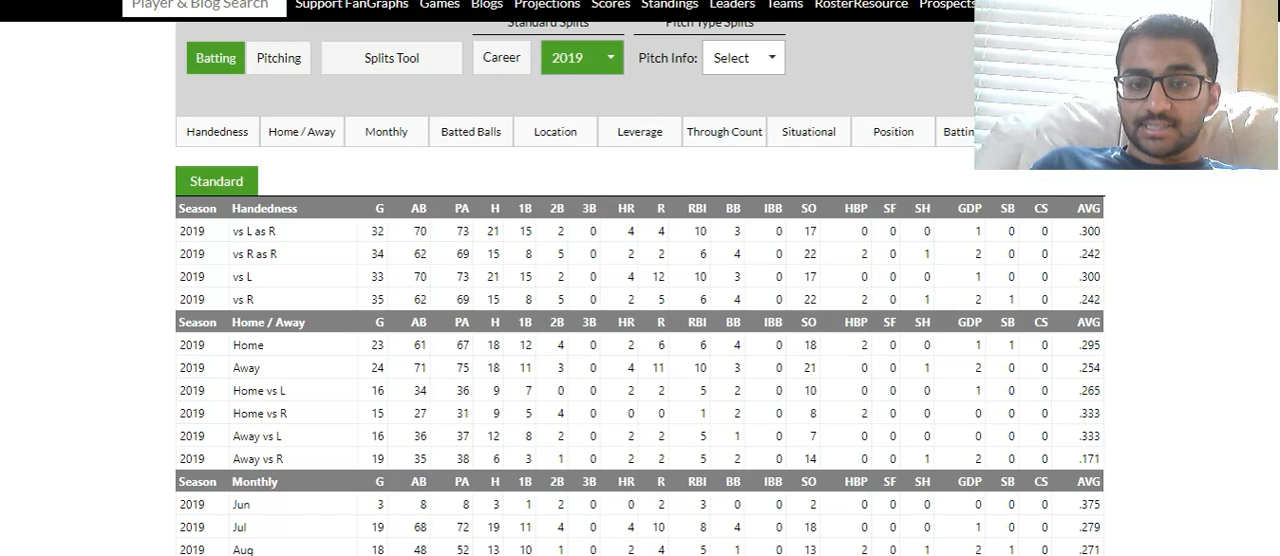 Player & Blog Search Support FanGraphs Games Blogs Projections Scores Standings Leaders Teams RosterResource Prospects
Standard Splits Pitch Type Splits
Batting Pitching Splits Tool Career 2019 Pitch Info: Select
Handedness Home / Away Monthly Batted Balls Location Leverage Through Count Situational Position Battin
Standard
Season Handedness G AB PA H 1B 2B 3B HR R RBI BB IBB SO HBP SF SH GDP SB CS AVG
2019 vs L as R 32 70 73 21 15 2 0 4 4 10 3 0 17 0 0 0 1 0 0 .300
2019 vs R as R 34 62 69 15 8 5 0 2 2 6 4 0 22 2 0 1 2 0 0 .242
2019 vs L 33 70 73 21 15 2 0 4 12 10 3 0 17 0 0 0 1 0 0 .300
2019 vs R 35 62 69 15 8 5 0 2 5 6 4 0 22 2 0 1 2 1 0 .242
Season Home / Away G AB PA H 1B 2B 3B HR R RBI BB IBB SO HBP SF SH GDP SB CS AVG
2019 Home 23 61 67 18 12 4 0 2 6 6 4 0 18 2 0 0 1 1 0 .295
2019 Away 24 71 75 18 11 3 0 4 11 10 3 0 21 0 0 1 2 0 0 .254
2019 Home vs L 16 34 36 9 7 0 0 2 2 5 2 0 10 0 0 0 1 0 0 .265
2019 Home vs R 15 27 31 9 5 4 0 0 0 1 2 0 8 2 0 0 0 0 0 .333
2019 Away vs L 16 36 37 12 8 2 0 2 2 5 1 0 7 0 0 0 0 0 0 .333
2019 Away vs R 19 35 38 6 3 1 0 2 2 5 2 0 14 0 0 1 2 0 0 .171
Season Monthly G AB PA H 1B 2B 3B HR R RBI BB IBB SO HBP SF SH GDP SB CS AVG
2019 Jun 3 8 8 3 1 2 0 0 2 3 0 0 2 0 0 0 0 0 0 .375
2019 Jul 19 68 72 19 11 4 0 4 10 8 4 0 18 0 0 0 1 0 0 .279
2019 Aug 18 48 52 13 10 1 0 2 4 5 1 0 13 2 0 1 2 1 0 .271